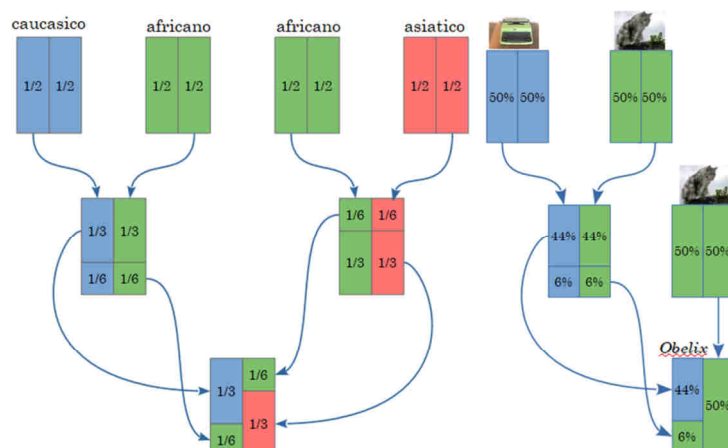 caucasico africano africano asiatico
1/2 1/2 1/2 1/2 1/2 1/2 1/2 1/2
50% 50% 50% 50%
1/3 1/3 1/6 1/6
1/6 1/6 1/3 1/3
44% 44% 50% 50%
6% 6%
Obelix
1/3 1/6 44% 50%
1/6 1/3 6%